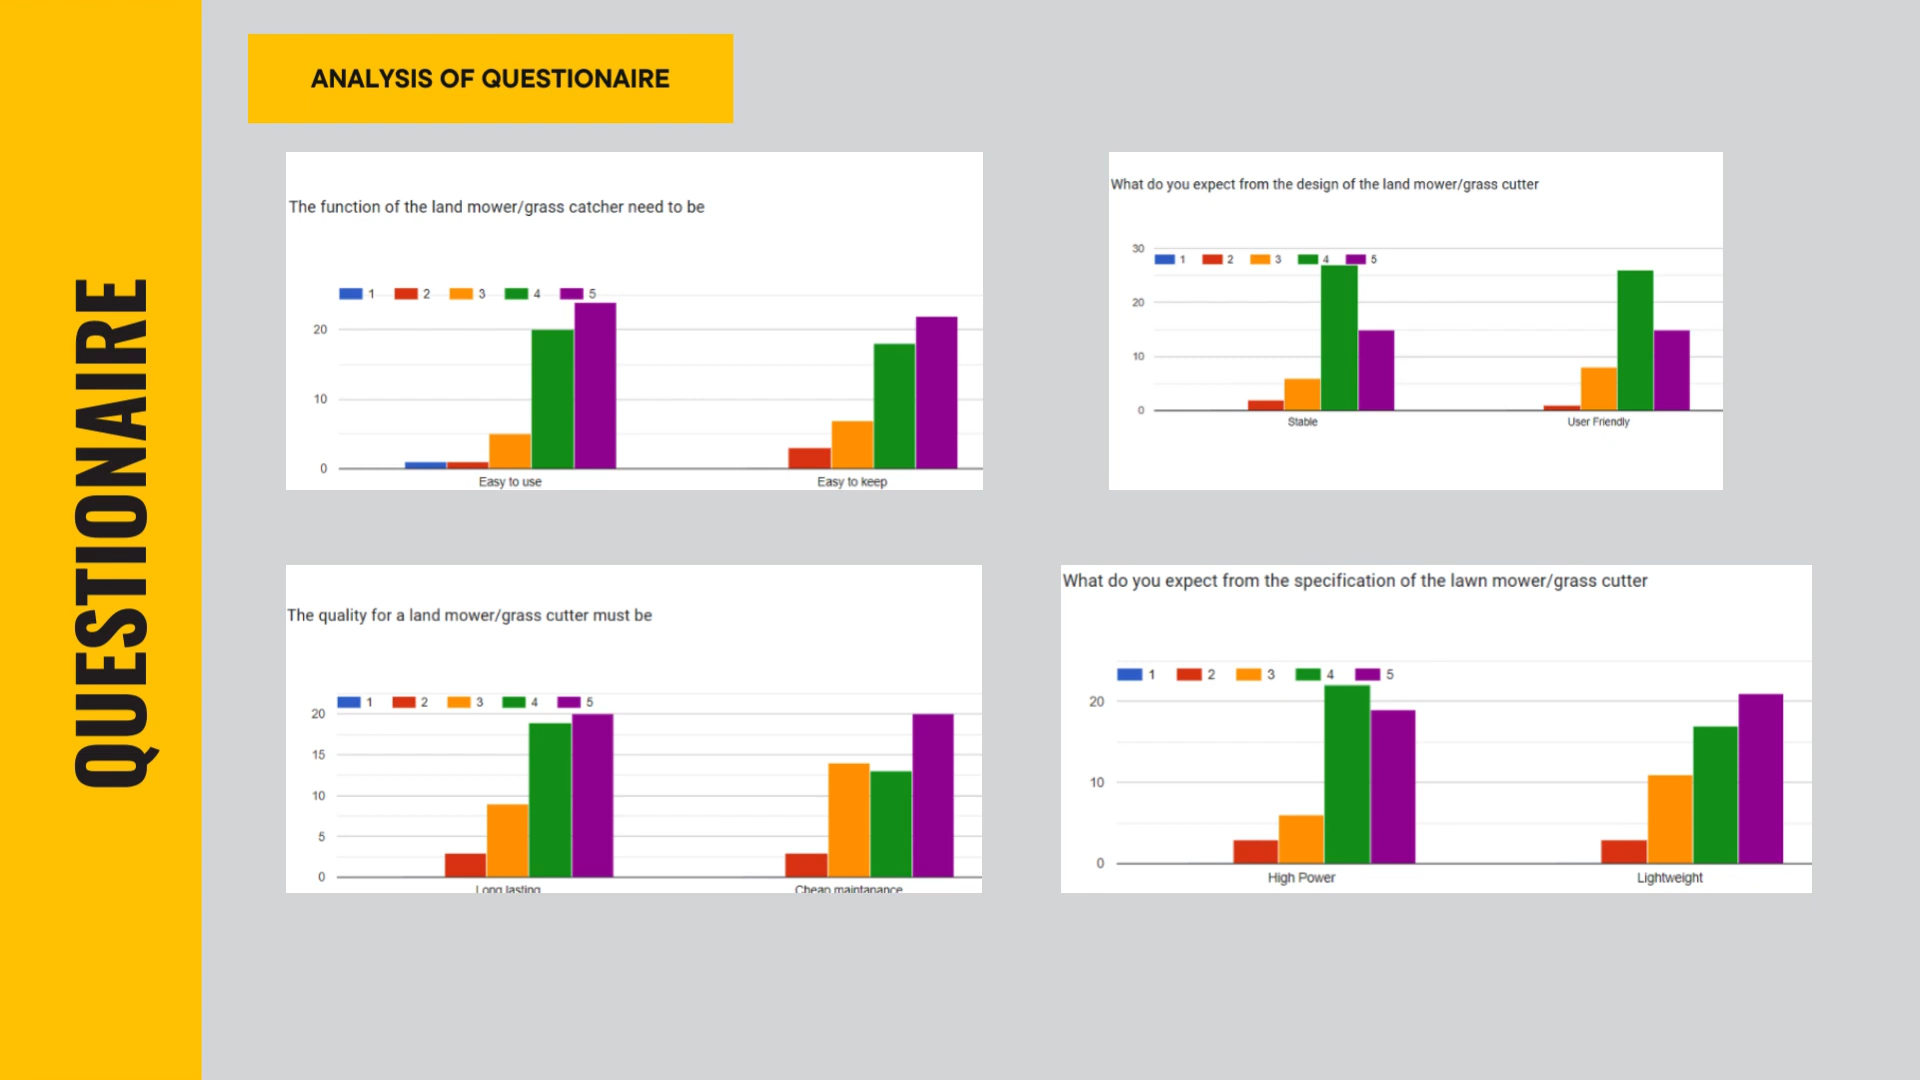 QUESTIONAIRE
ANALYSIS OF QUESTIONAIRE
The function of the land mower/grass catcher need to be
1 2 3 4 5
20
10
0
Easy to use Easy to keep
What do you expect from the design of the land mower/grass cutter
30
1 2 3 4 5
20
10
0
Stable User Friendly
The quality for a land mower/grass cutter must be
1 2 3 4 5
20
15
10
5
0
Long lasting Cheap maintanance
What do you expect from the specification of the lawn mower/grass cutter
1 2 3 4 5
20
10
0
High Power Lightweight